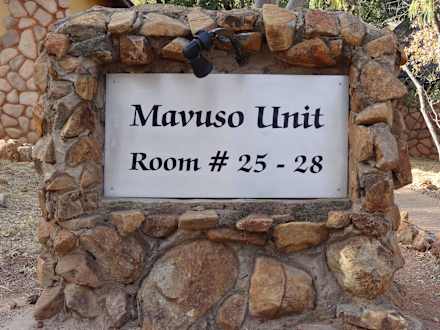 Mavuso Unit
Room # 25 - 28